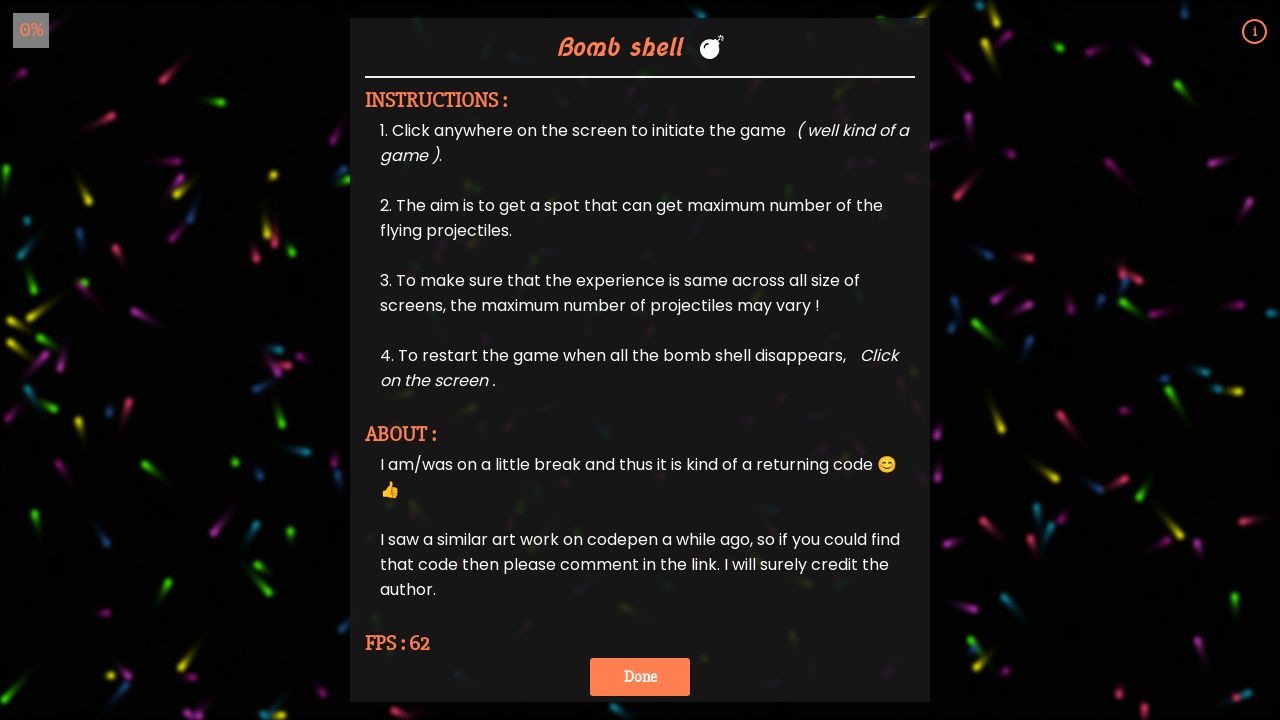 0%
i
Bomb shell 💣
INSTRUCTIONS :
1. Click anywhere on the screen to initiate the game ( well kind of a
game ).
2. The aim is to get a spot that can get maximum number of the
flying projectiles.
3. To make sure that the experience is same across all size of
screens, the maximum number of projectiles may vary !
4. To restart the game when all the bomb shell disappears, Click
on the screen .
ABOUT :
I am/was on a little break and thus it is kind of a returning code 😊
👍
I saw a similar art work on codepen a while ago, so if you could find
that code then please comment in the link. I will surely credit the
author.
FPS : 62
Done